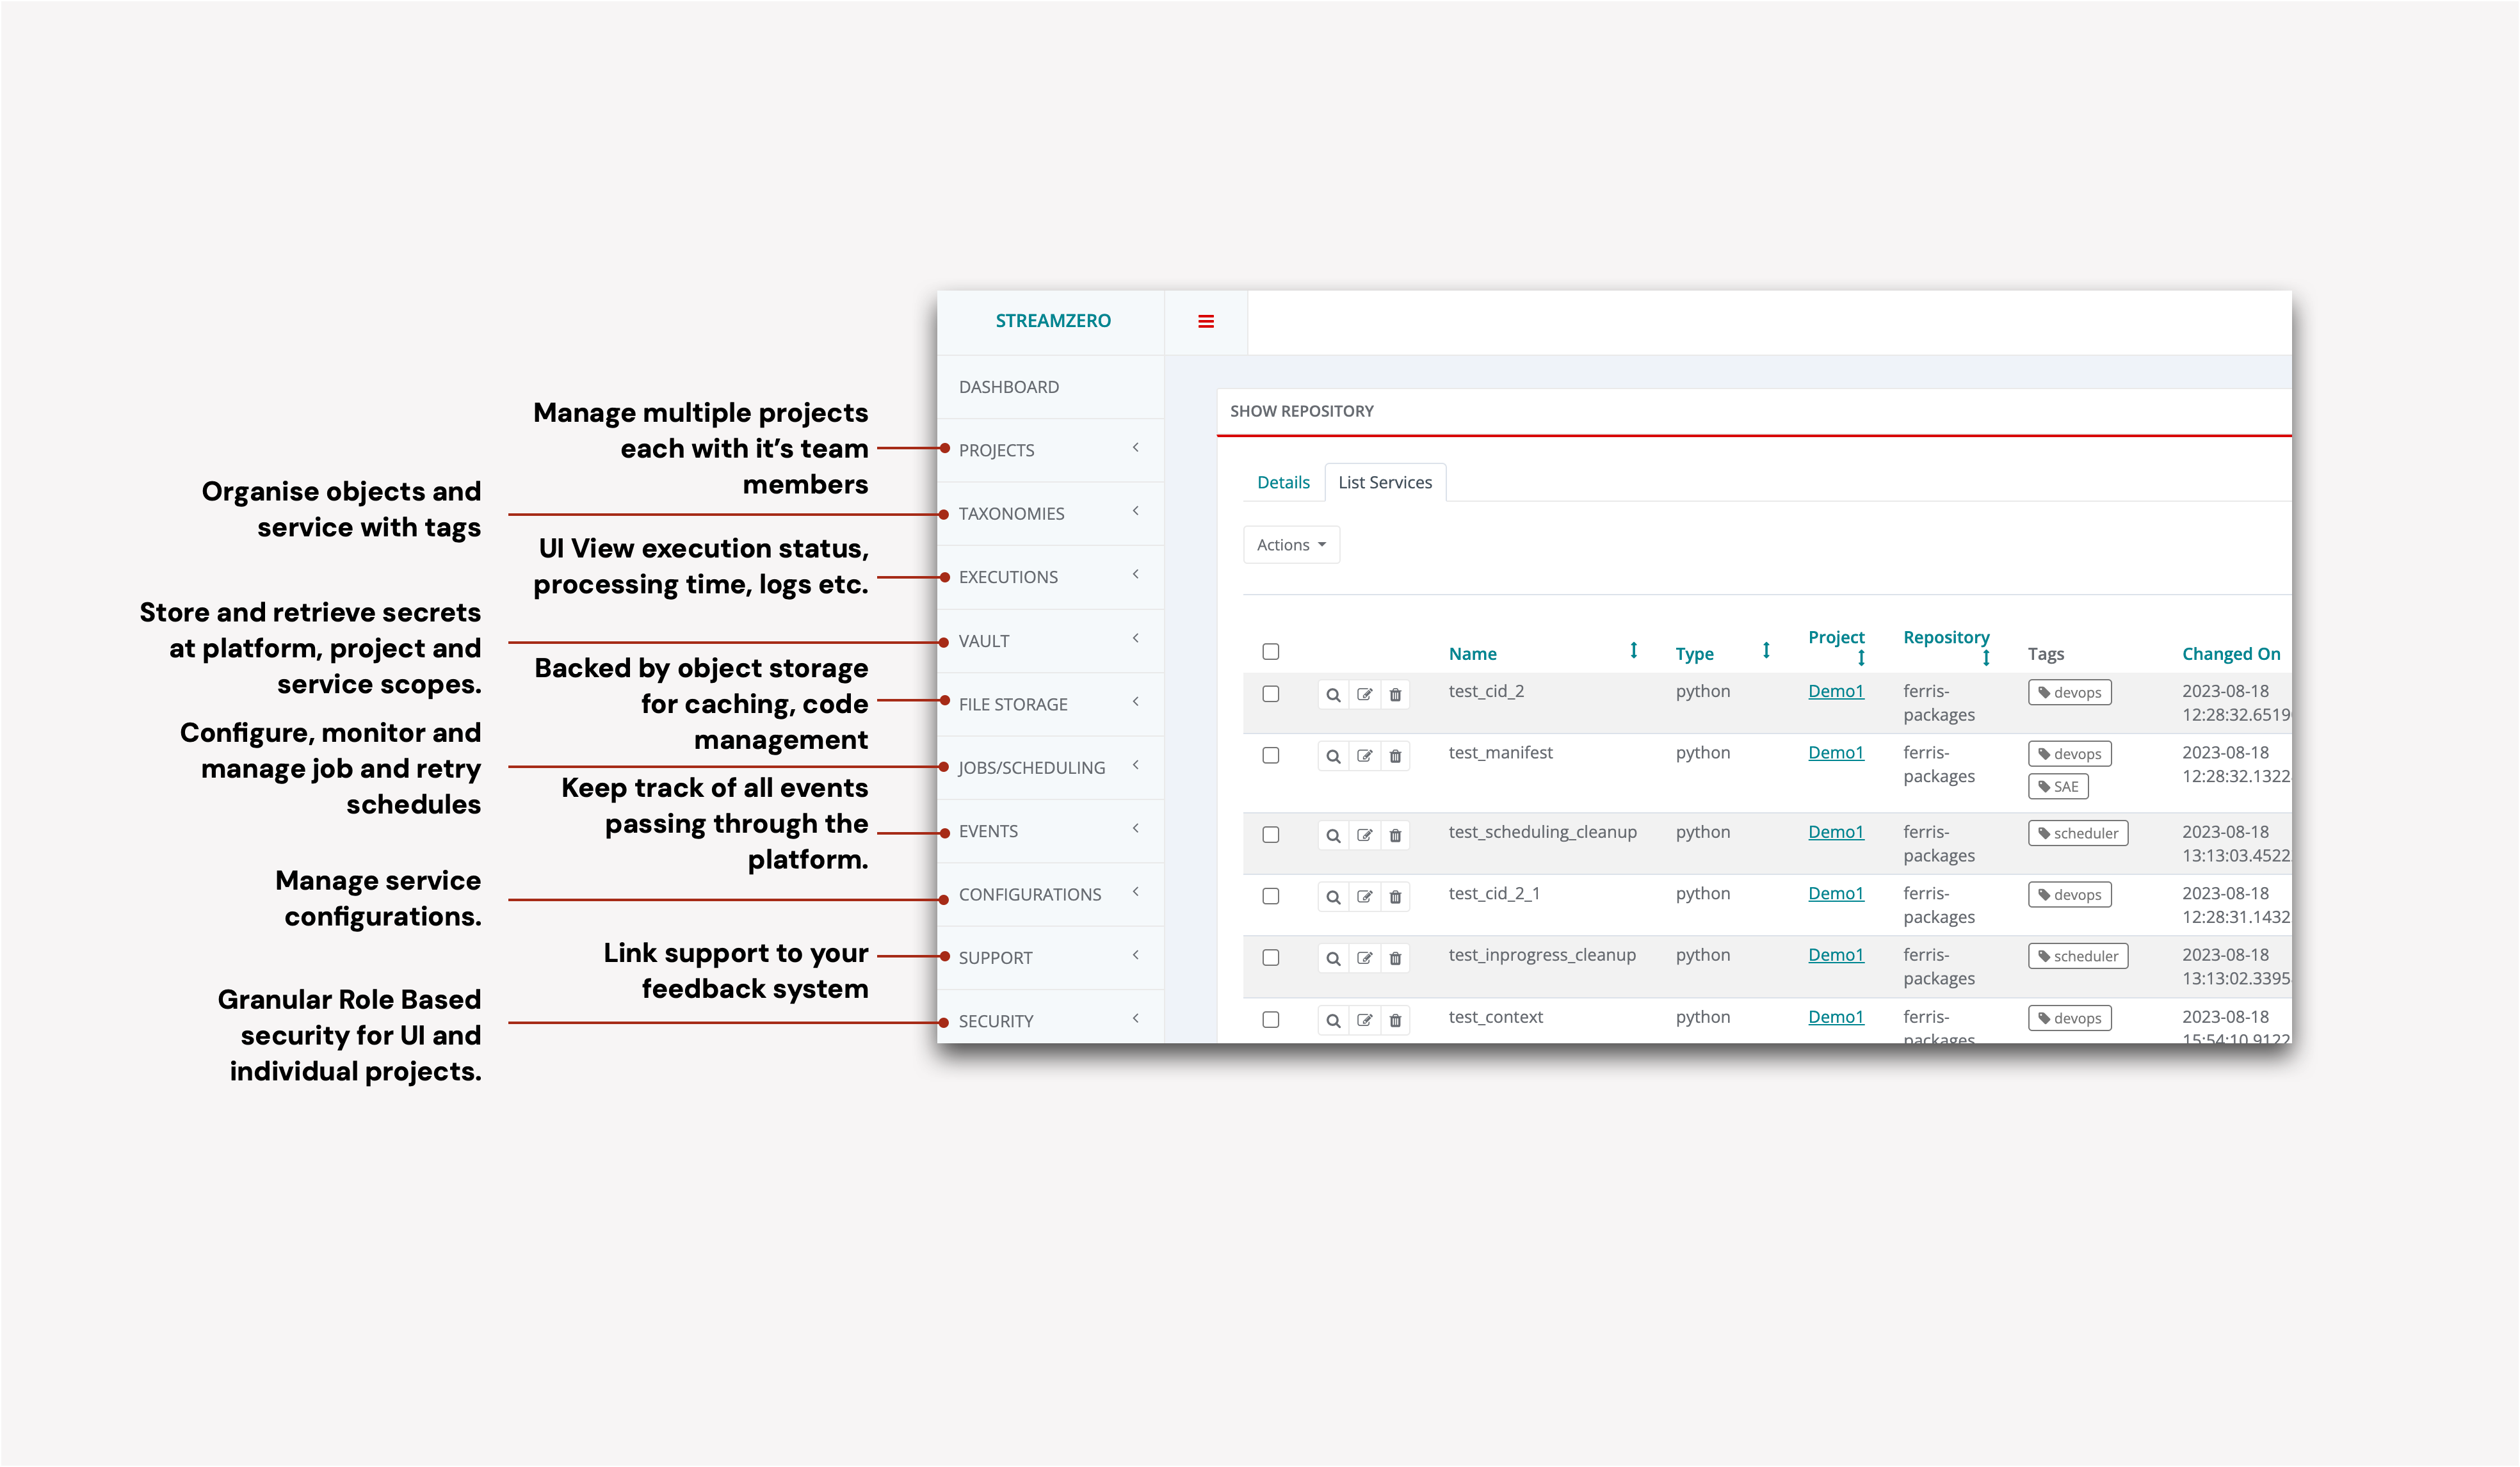 Manage multiple projects
each with it’s team
members
Organise objects and
service with tags
UI View execution status,
processing time, logs etc.
Store and retrieve secrets
at platform, project and
service scopes.
Backed by object storage
for caching, code
management
Configure, monitor and
manage job and retry
schedules
Keep track of all events
passing through the
platform.
Manage service
configurations.
Link support to your
feedback system
Granular Role Based
security for UI and
individual projects.
STREAMZERO
DASHBOARD
PROJECTS
TAXONOMIES
EXECUTIONS
VAULT
FILE STORAGE
JOBS/SCHEDULING
EVENTS
CONFIGURATIONS
SUPPORT
SECURITY
SHOW REPOSITORY
Details List Services
Actions
Name Type Project Repository Tags Changed On
test_cid_2 python Demo1 ferris- devops 2023-08-18
packages 12:28:32.6519
test_manifest python Demo1 ferris- devops 2023-08-18
packages SAE 12:28:32.1322
test_scheduling_cleanup python Demo1 ferris- scheduler 2023-08-18
packages 13:13:03.4522
test_cid_2_1 python Demo1 ferris- devops 2023-08-18
packages 12:28:31.1432
test_inprogress_cleanup python Demo1 ferris- scheduler 2023-08-18
packages 13:13:02.3395
test_context python Demo1 ferris- devops 2023-08-18
packages 15:54:10.9122